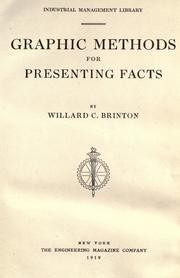 INDUSTRIAL MANAGEMENT LIBRARY
GRAPHIC METHODS
FOR
PRESENTING FACTS
BY
WILLARD C. BRINTON
NEW YORK
THE ENGINEERING MAGAZINE COMPANY
1919